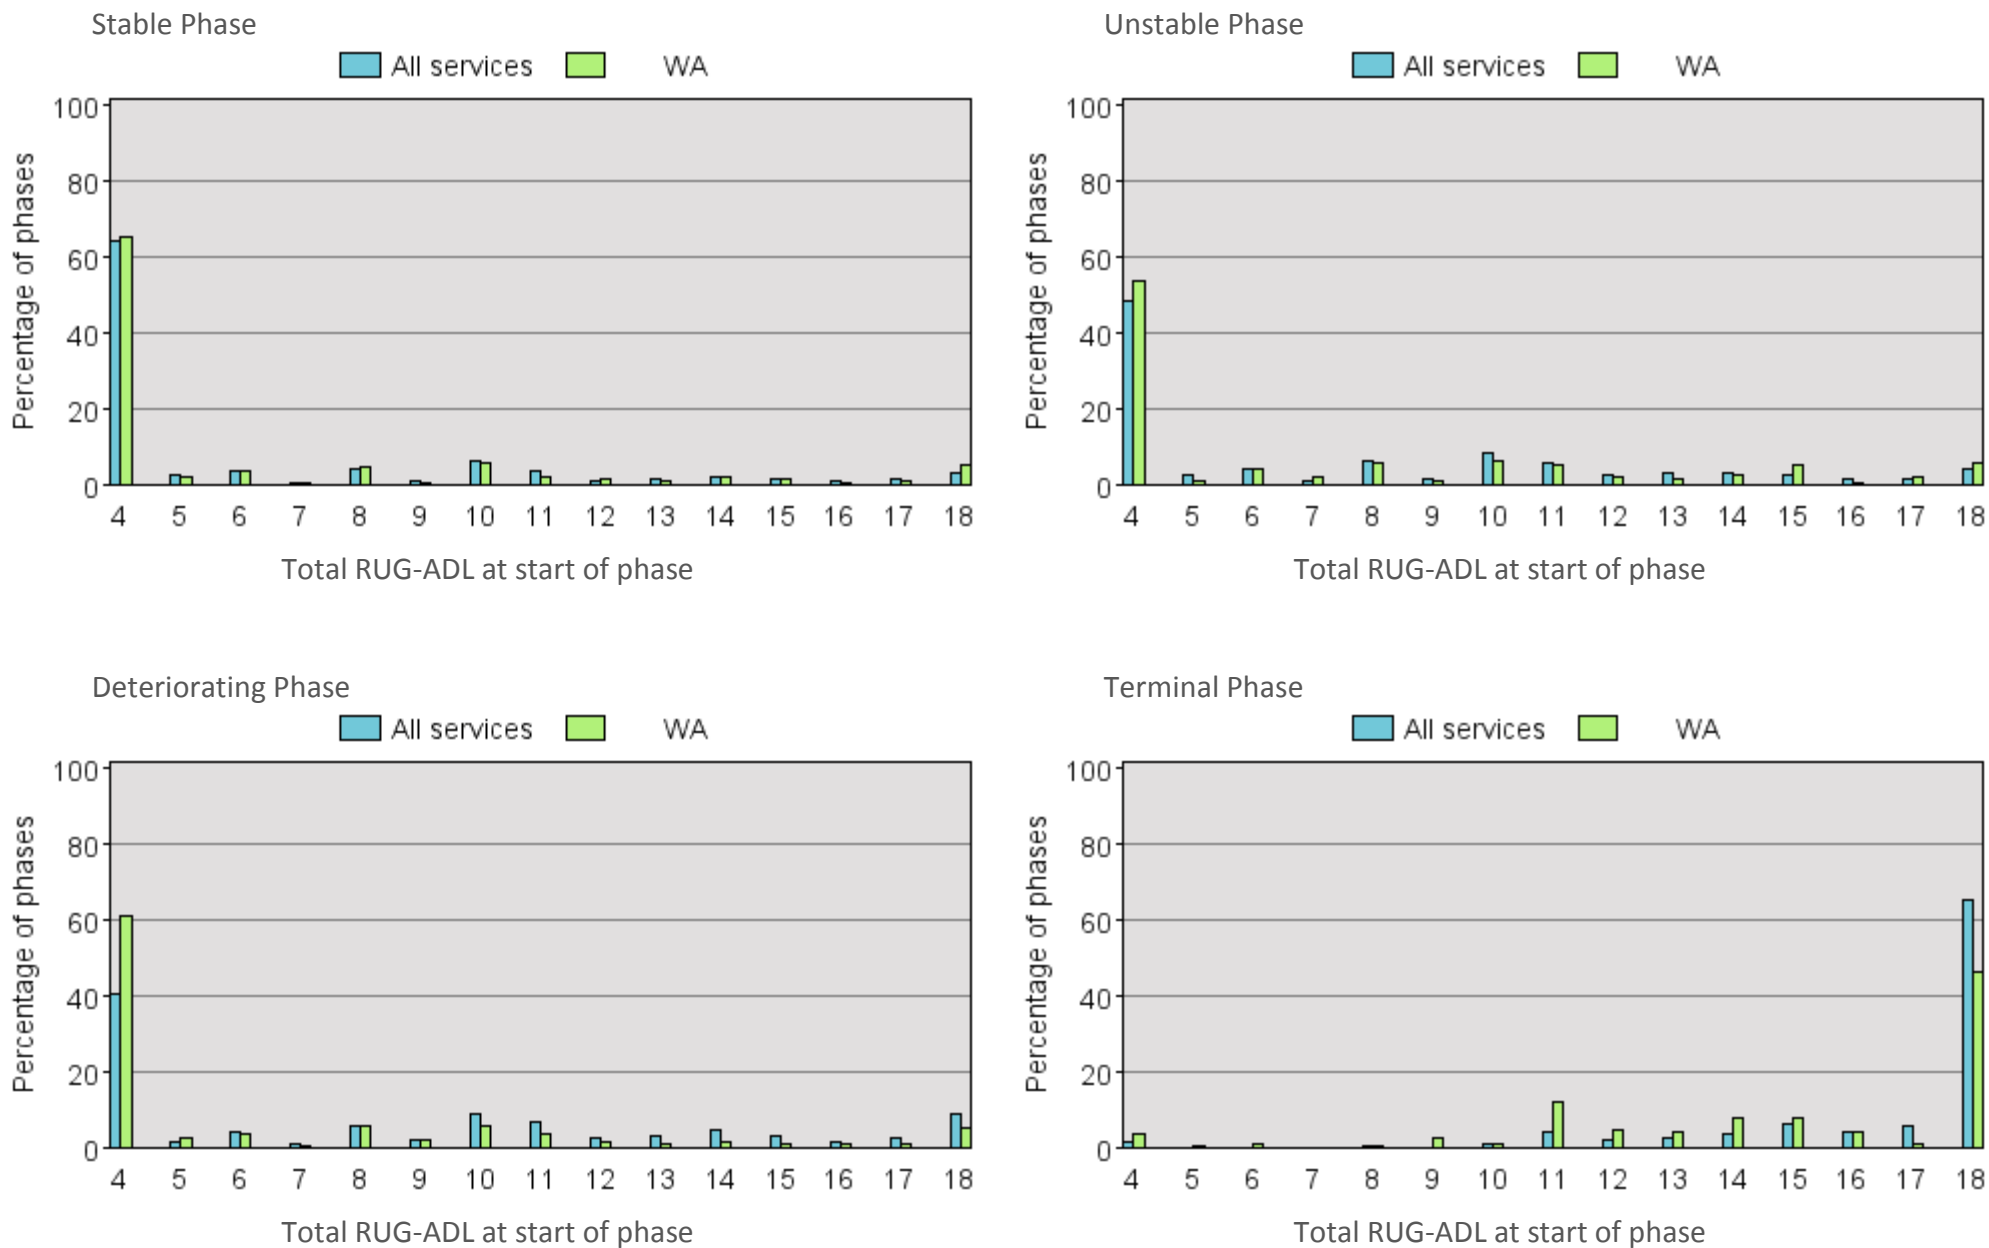 Stable Phase
All services WA
100
80
60
40
20
0
Percentage of phases
4 5 6 7 8 9 10 11 12 13 14 15 16 17 18
Total RUG-ADL at start of phase
Unstable Phase
All services WA
100
80
60
40
20
0
Percentage of phases
4 5 6 7 8 9 10 11 12 13 14 15 16 17 18
Total RUG-ADL at start of phase
Deteriorating Phase
All services WA
100
80
60
40
20
0
Percentage of phases
4 5 6 7 8 9 10 11 12 13 14 15 16 17 18
Total RUG-ADL at start of phase
Terminal Phase
All services WA
100
80
60
40
20
0
Percentage of phases
4 5 6 7 8 9 10 11 12 13 14 15 16 17 18
Total RUG-ADL at start of phase